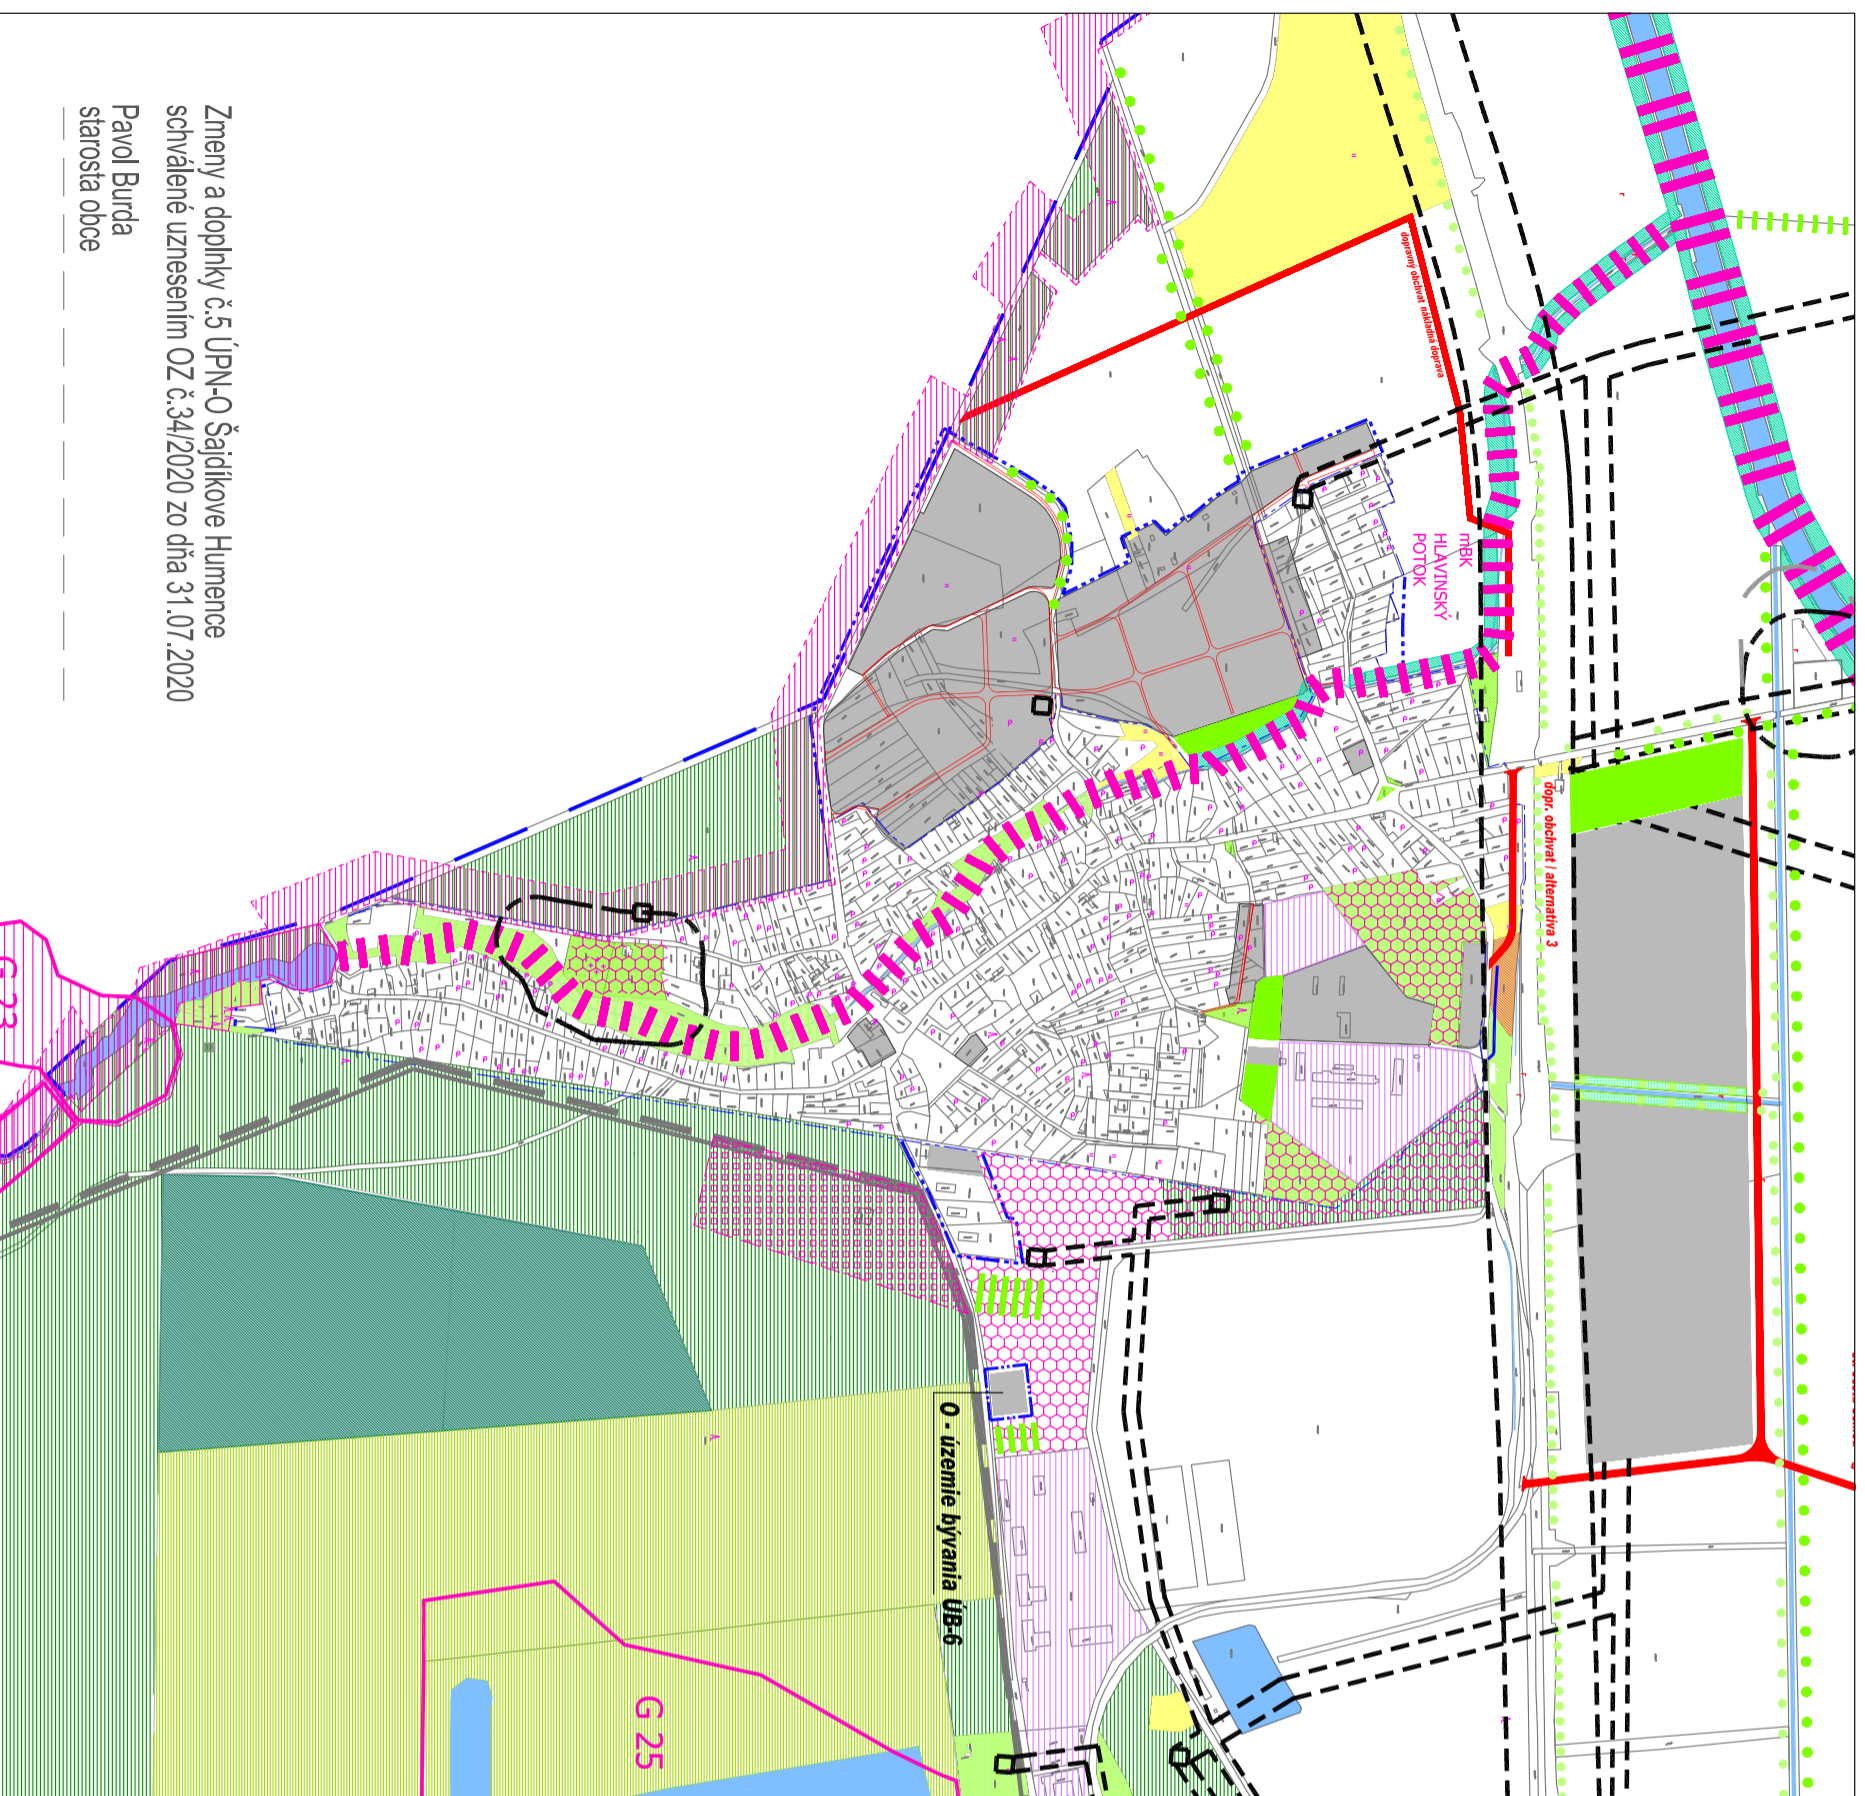 Zmeny a doplnky č.5 ÚPN-O Šajdíkove Humence
schválené uznesením OZ č.34/2020 zo dňa 31.07.2020
Pavol Burda
starosta obce
dopravný obchvat nákladná doprava
mBK
HLAVINSKÝ
POTOK
dopr. obchvat I alternatíva 3
O - územie bývania ÚB-6
G 23
G 25